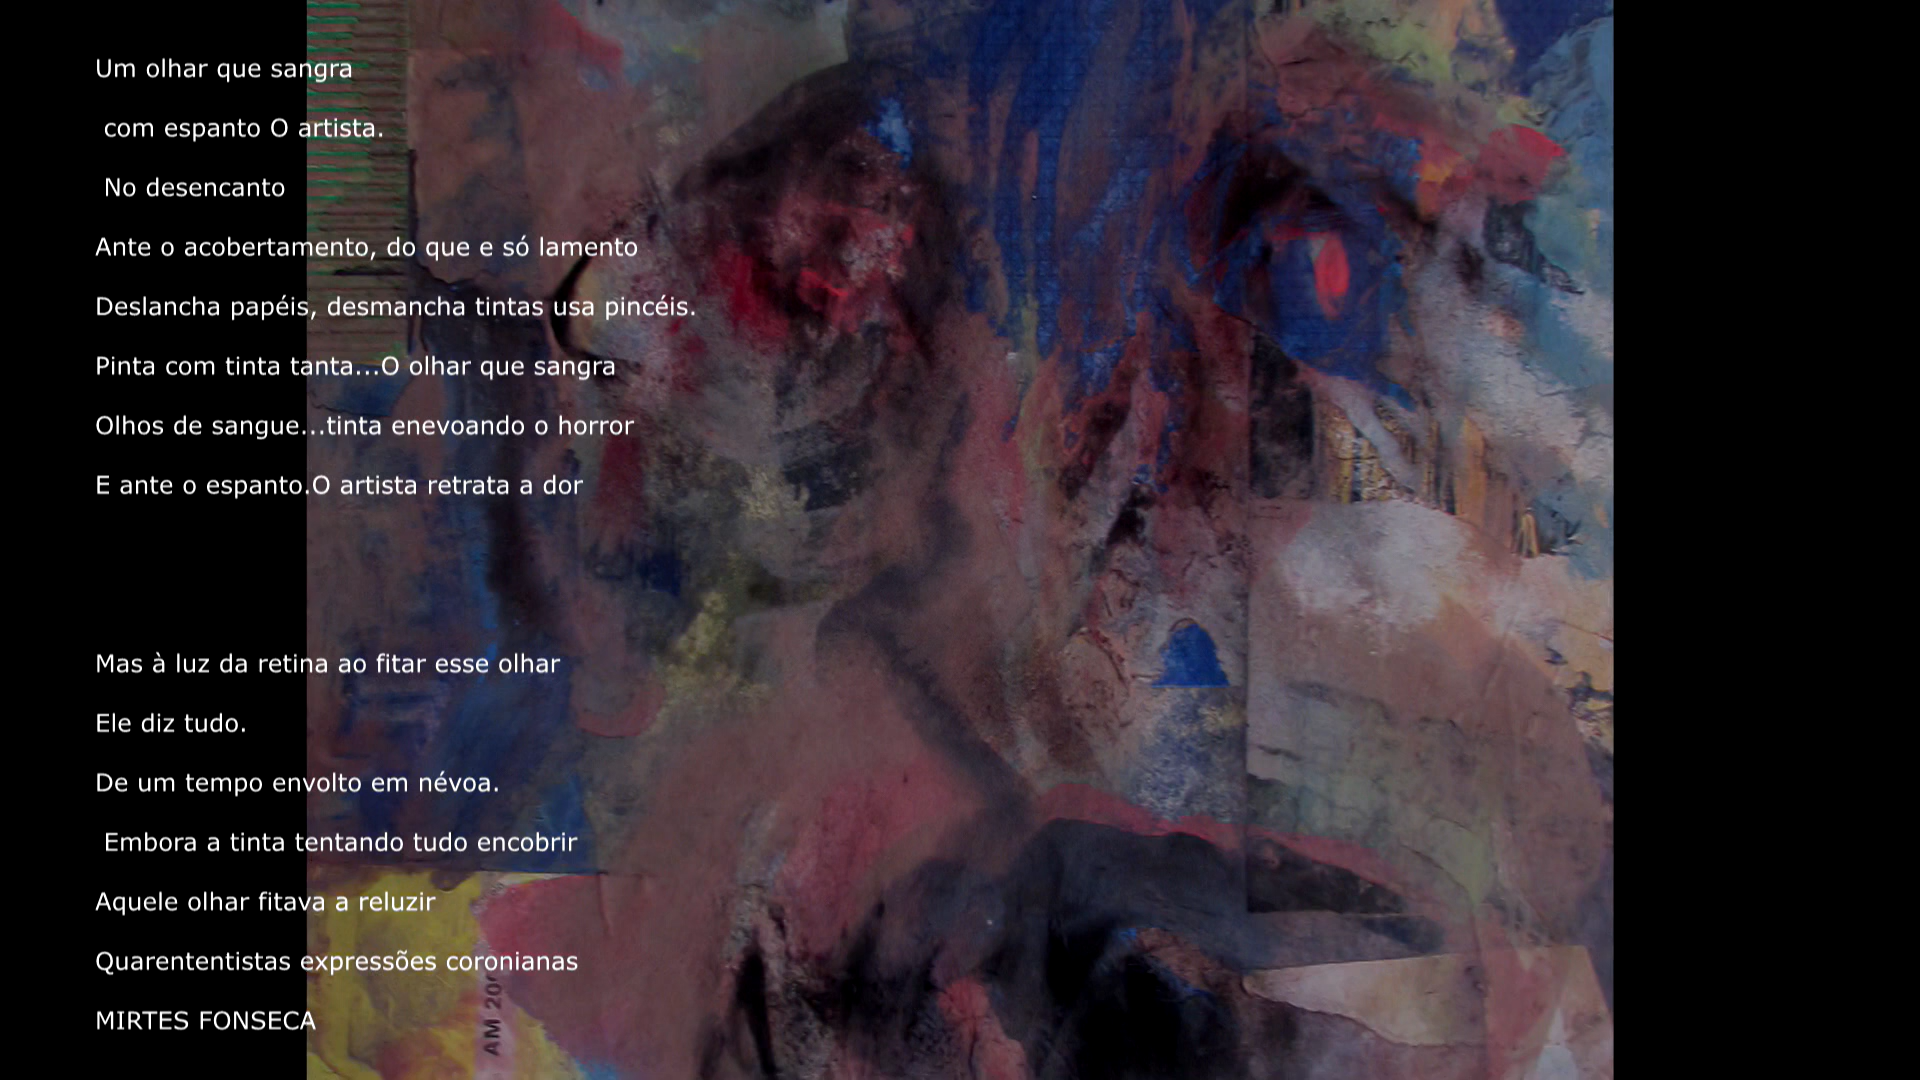 Um olhar que sangra
com espanto O artista.
No desencanto
Ante o acobertamento, do que e só lamento
Deslancha papéis, desmancha tintas usa pincéis.
Pinta com tinta tanta...O olhar que sangra
Olhos de sangue...tinta enevoando o horror
E ante o espanto.O artista retrata a dor
Mas à luz da retina ao fitar esse olhar
Ele diz tudo.
De um tempo envolto em névoa.
Embora a tinta tentando tudo encobrir
Aquele olhar fitava a reluzir
Quarententistas expressões coronianas
MIRTES FONSECA
AM